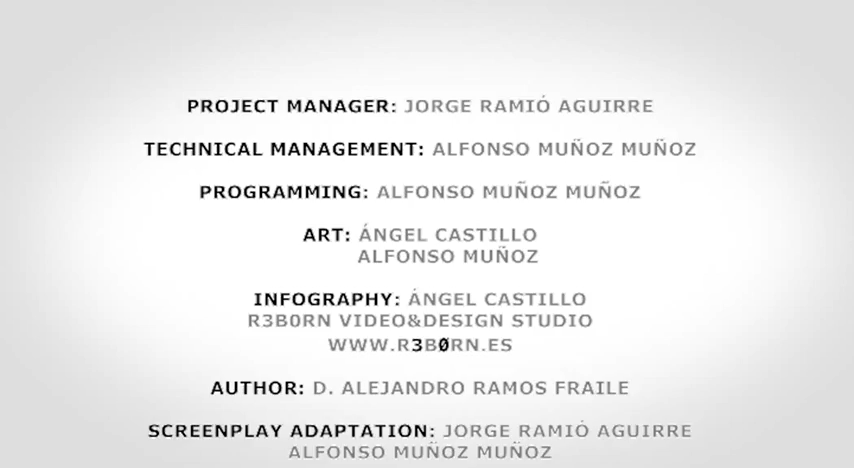 PROJECT MANAGER: JORGE RAMIÓ AGUIRRE
TECHNICAL MANAGEMENT: ALFONSO MUÑOZ MUÑOZ
PROGRAMMING: ALFONSO MUÑOZ MUÑOZ
ART: ÁNGEL CASTILLO
ALFONSO MUÑOZ
INFOGRAPHY: ÁNGEL CASTILLO
R3B0RN VIDEO&DESIGN STUDIO
WWW.R3B0RN.ES
AUTHOR: D. ALEJANDRO RAMOS FRAILE
SCREENPLAY ADAPTATION: JORGE RAMIÓ AGUIRRE
ALFONSO MUÑOZ MUÑOZ